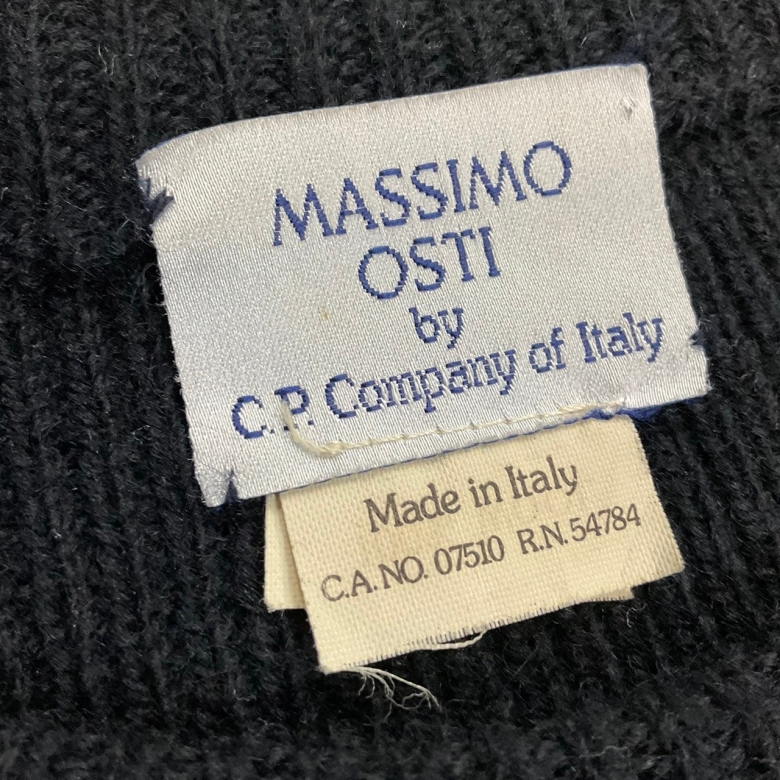 MASSIMO
OSTI
by
C.P. Company of Italy
Made in Italy
C.A.NO. 07510 R.N.54784